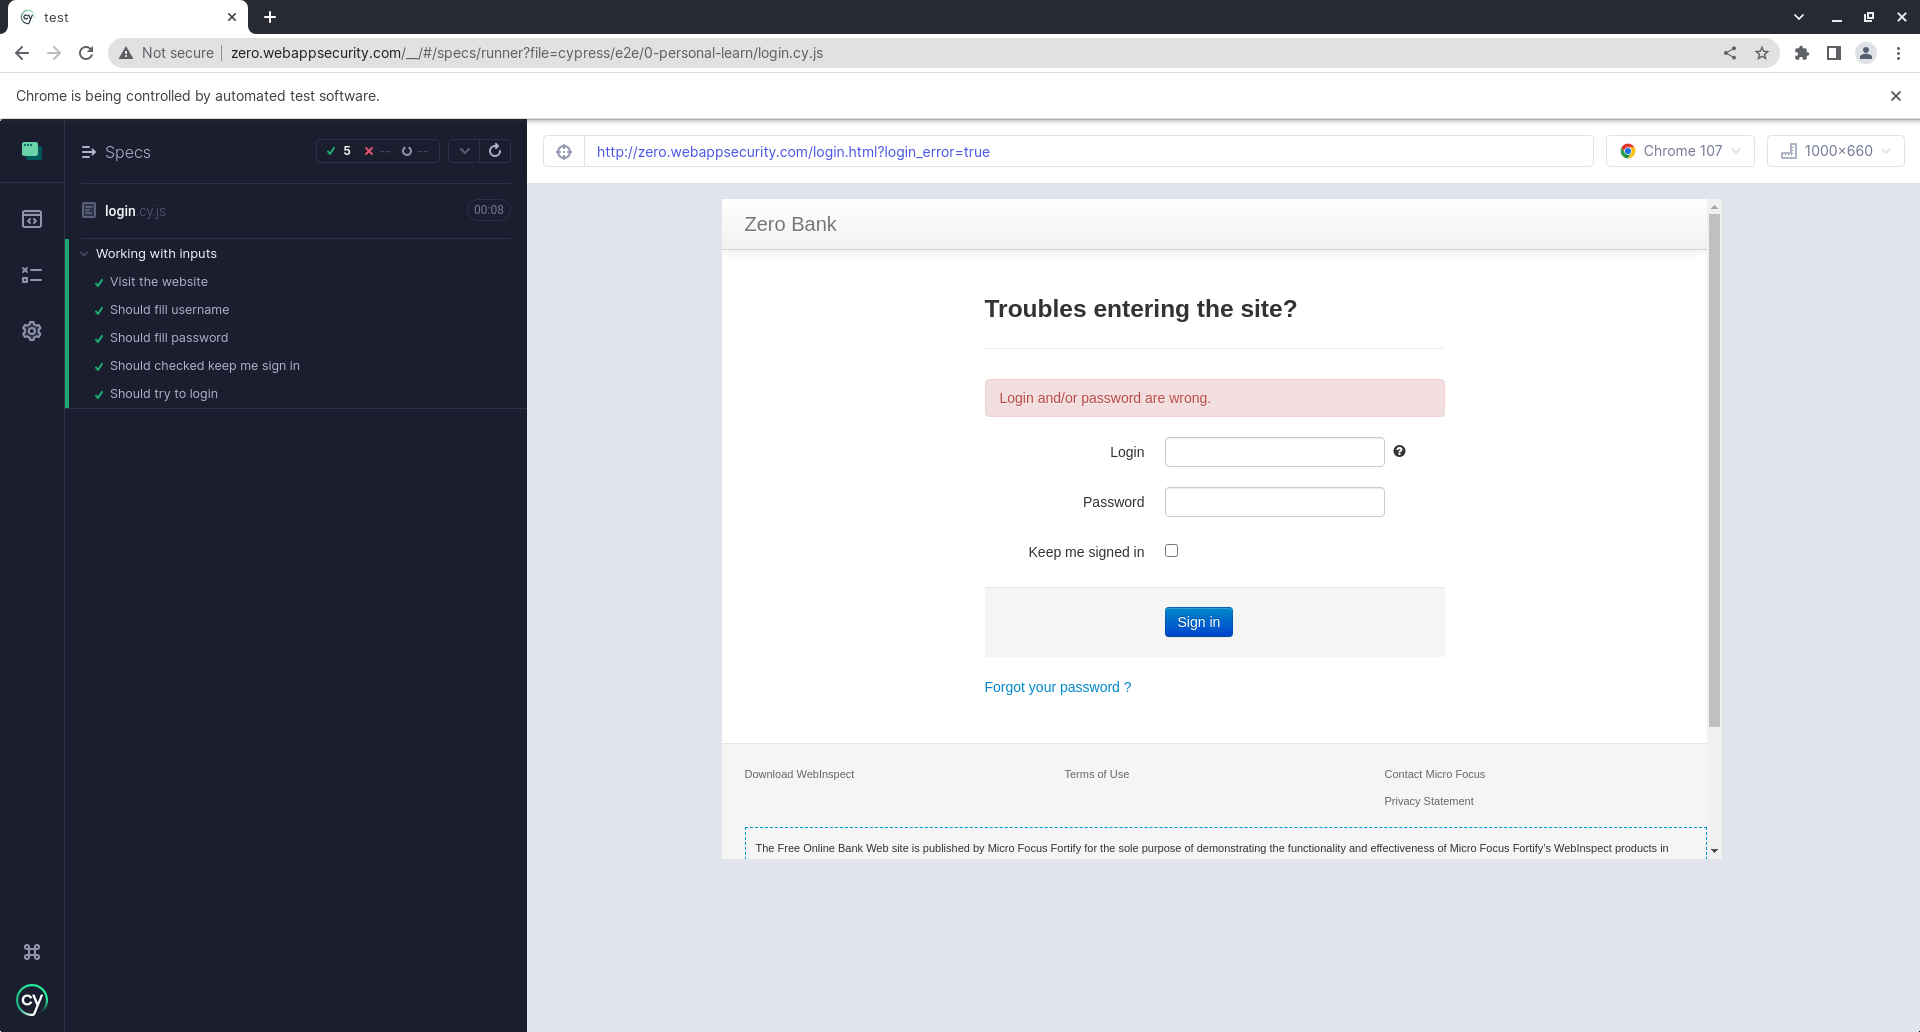 test
Not secure
zero.webappsecurity.com/__/#/specs/runner?file=cypress/e2e/0-personal-learn/login.cy.js
Chrome is being controlled by automated test software.
Specs
5
--
--
http://zero.webappsecurity.com/login.html?login_error=true
Chrome 107
1000x660
login.cy.js
00:08
Working with inputs
Visit the website
Should fill username
Should fill password
Should checked keep me sign in
Should try to login
Zero Bank
Troubles entering the site?
Login and/or password are wrong.
Login
Password
Keep me signed in
Sign in
Forgot your password ?
Download WebInspect
Terms of Use
Contact Micro Focus
Privacy Statement
The Free Online Bank Web site is published by Micro Focus Fortify for the sole purpose of demonstrating the functionality and effectiveness of Micro Focus Fortify's WebInspect products in
cy